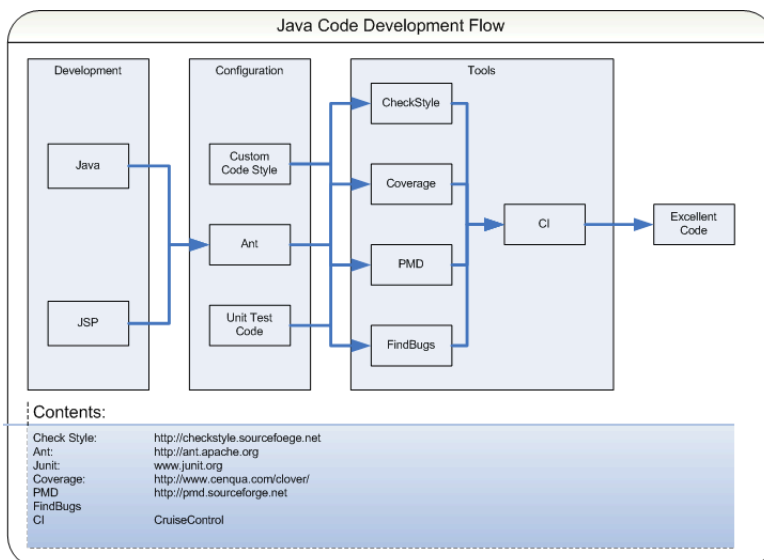 Java Code Development Flow
Development
Configuration
Tools
Java
JSP
Custom
Code Style
Ant
Unit Test
Code
CheckStyle
Coverage
PMD
FindBugs
CI
Excellent
Code
Contents:
Check Style: http://checkstyle.sourcefoege.net
Ant: http://ant.apache.org
Junit: www.junit.org
Coverage: http://www.cenqua.com/clover/
PMD http://pmd.sourceforge.net
FindBugs
CI CruiseControl